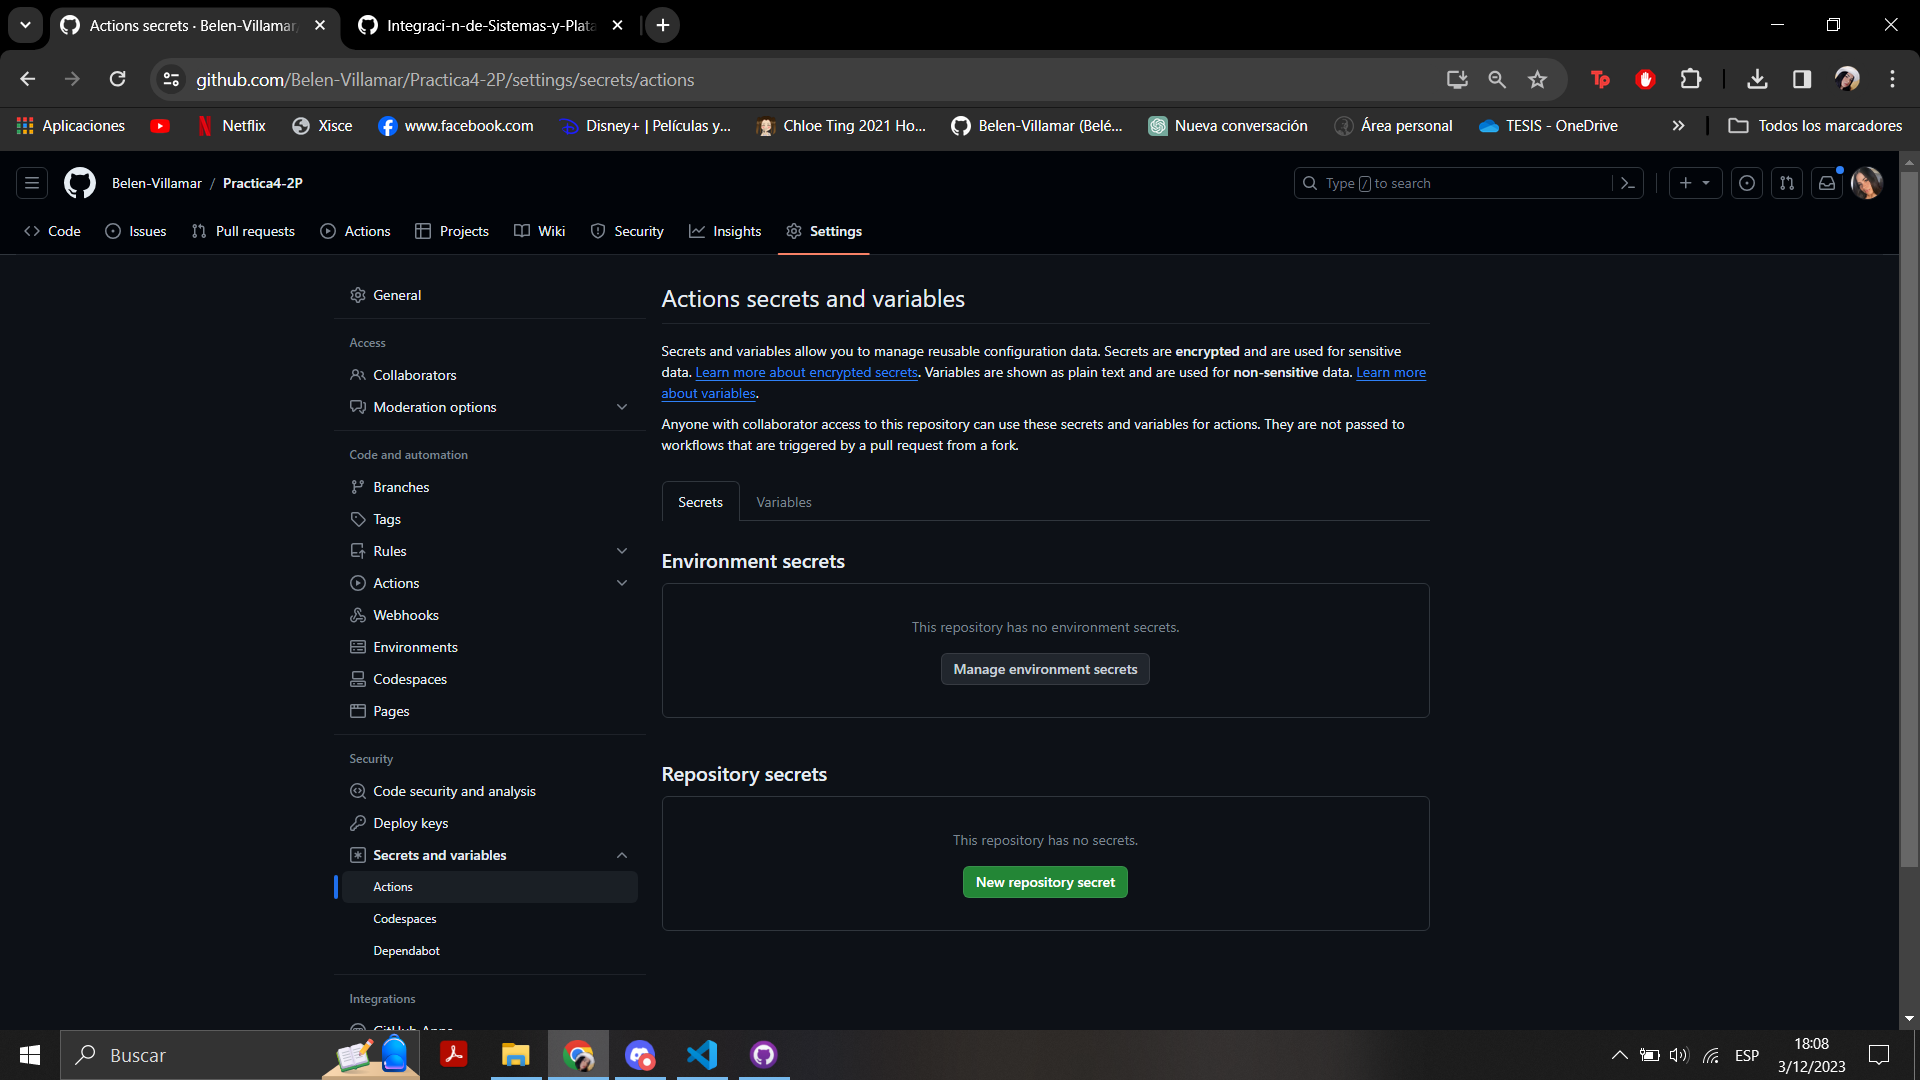 Actions secrets · Belen-Villamar/
Integraci-n-de-Sistemas-y-Plata
github.com/Belen-Villamar/Practica4-2P/settings/secrets/actions
Aplicaciones
Netflix
Xisce
www.facebook.com
Disney+ | Películas y...
Chloe Ting 2021 Ho...
Belen-Villamar (Belé...
Nueva conversación
Área personal
TESIS - OneDrive
Todos los marcadores
Belen-Villamar / Practica4-2P
Type / to search
Code
Issues
Pull requests
Actions
Projects
Wiki
Security
Insights
Settings
General
Access
Collaborators
Moderation options
Code and automation
Branches
Tags
Rules
Actions
Webhooks
Environments
Codespaces
Pages
Security
Code security and analysis
Deploy keys
Secrets and variables
Actions
Codespaces
Dependabot
Integrations
GitHub Apps
Actions secrets and variables
Secrets and variables allow you to manage reusable configuration data. Secrets are encrypted and are used for sensitive
data. Learn more about encrypted secrets. Variables are shown as plain text and are used for non-sensitive data. Learn more
about variables.
Anyone with collaborator access to this repository can use these secrets and variables for actions. They are not passed to
workflows that are triggered by a pull request from a fork.
Secrets
Variables
Environment secrets
This repository has no environment secrets.
Manage environment secrets
Repository secrets
This repository has no secrets.
New repository secret
Buscar
ESP
18:08
3/12/2023